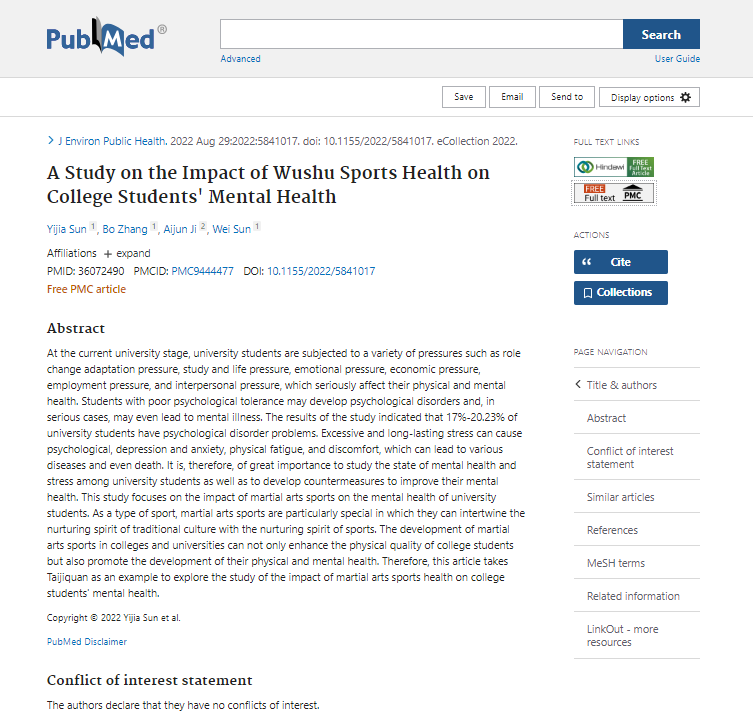 PubMed®
Search
Advanced
User Guide
Save
Email
Send to
Display options
J Environ Public Health. 2022 Aug 29:2022:5841017. doi: 10.1155/2022/5841017. eCollection 2022.
A Study on the Impact of Wushu Sports Health on
College Students' Mental Health
Yijia Sun 1, Bo Zhang 1, Aijun Ji 2, Wei Sun 1
Affiliations + expand
PMID: 36072490 PMCID: PMC9444477 DOI: 10.1155/2022/5841017
Free PMC article
Abstract
At the current university stage, university students are subjected to a variety of pressures such as role
change adaptation pressure, study and life pressure, emotional pressure, economic pressure,
employment pressure, and interpersonal pressure, which seriously affect their physical and mental
health. Students with poor psychological tolerance may develop psychological disorders and, in
serious cases, may even lead to mental illness. The results of the study indicated that 17%-20.23% of
university students have psychological disorder problems. Excessive and long-lasting stress can cause
psychological, depression and anxiety, physical fatigue, and discomfort, which can lead to various
diseases and even death. It is, therefore, of great importance to study the state of mental health and
stress among university students as well as to develop countermeasures to improve their mental
health. This study focuses on the impact of martial arts sports on the mental health of university
students. As a type of sport, martial arts sports are particularly special in which they can intertwine the
nurturing spirit of traditional culture with the nurturing spirit of sports. The development of martial
arts sports in colleges and universities can not only enhance the physical quality of college students
but also promote the development of their physical and mental health. Therefore, this article takes
Taijiquan as an example to explore the study of the impact of martial arts sports health on college
students' mental health.
Copyright © 2022 Yijia Sun et al.
PubMed Disclaimer
Conflict of interest statement
The authors declare that they have no conflicts of interest.
FULL TEXT LINKS
Hindawi
FREE
Full Text
Article
FREE
Full text PMC
ACTIONS
Cite
Collections
PAGE NAVIGATION
Title & authors
Abstract
Conflict of interest
statement
Similar articles
References
MeSH terms
Related information
LinkOut - more
resources